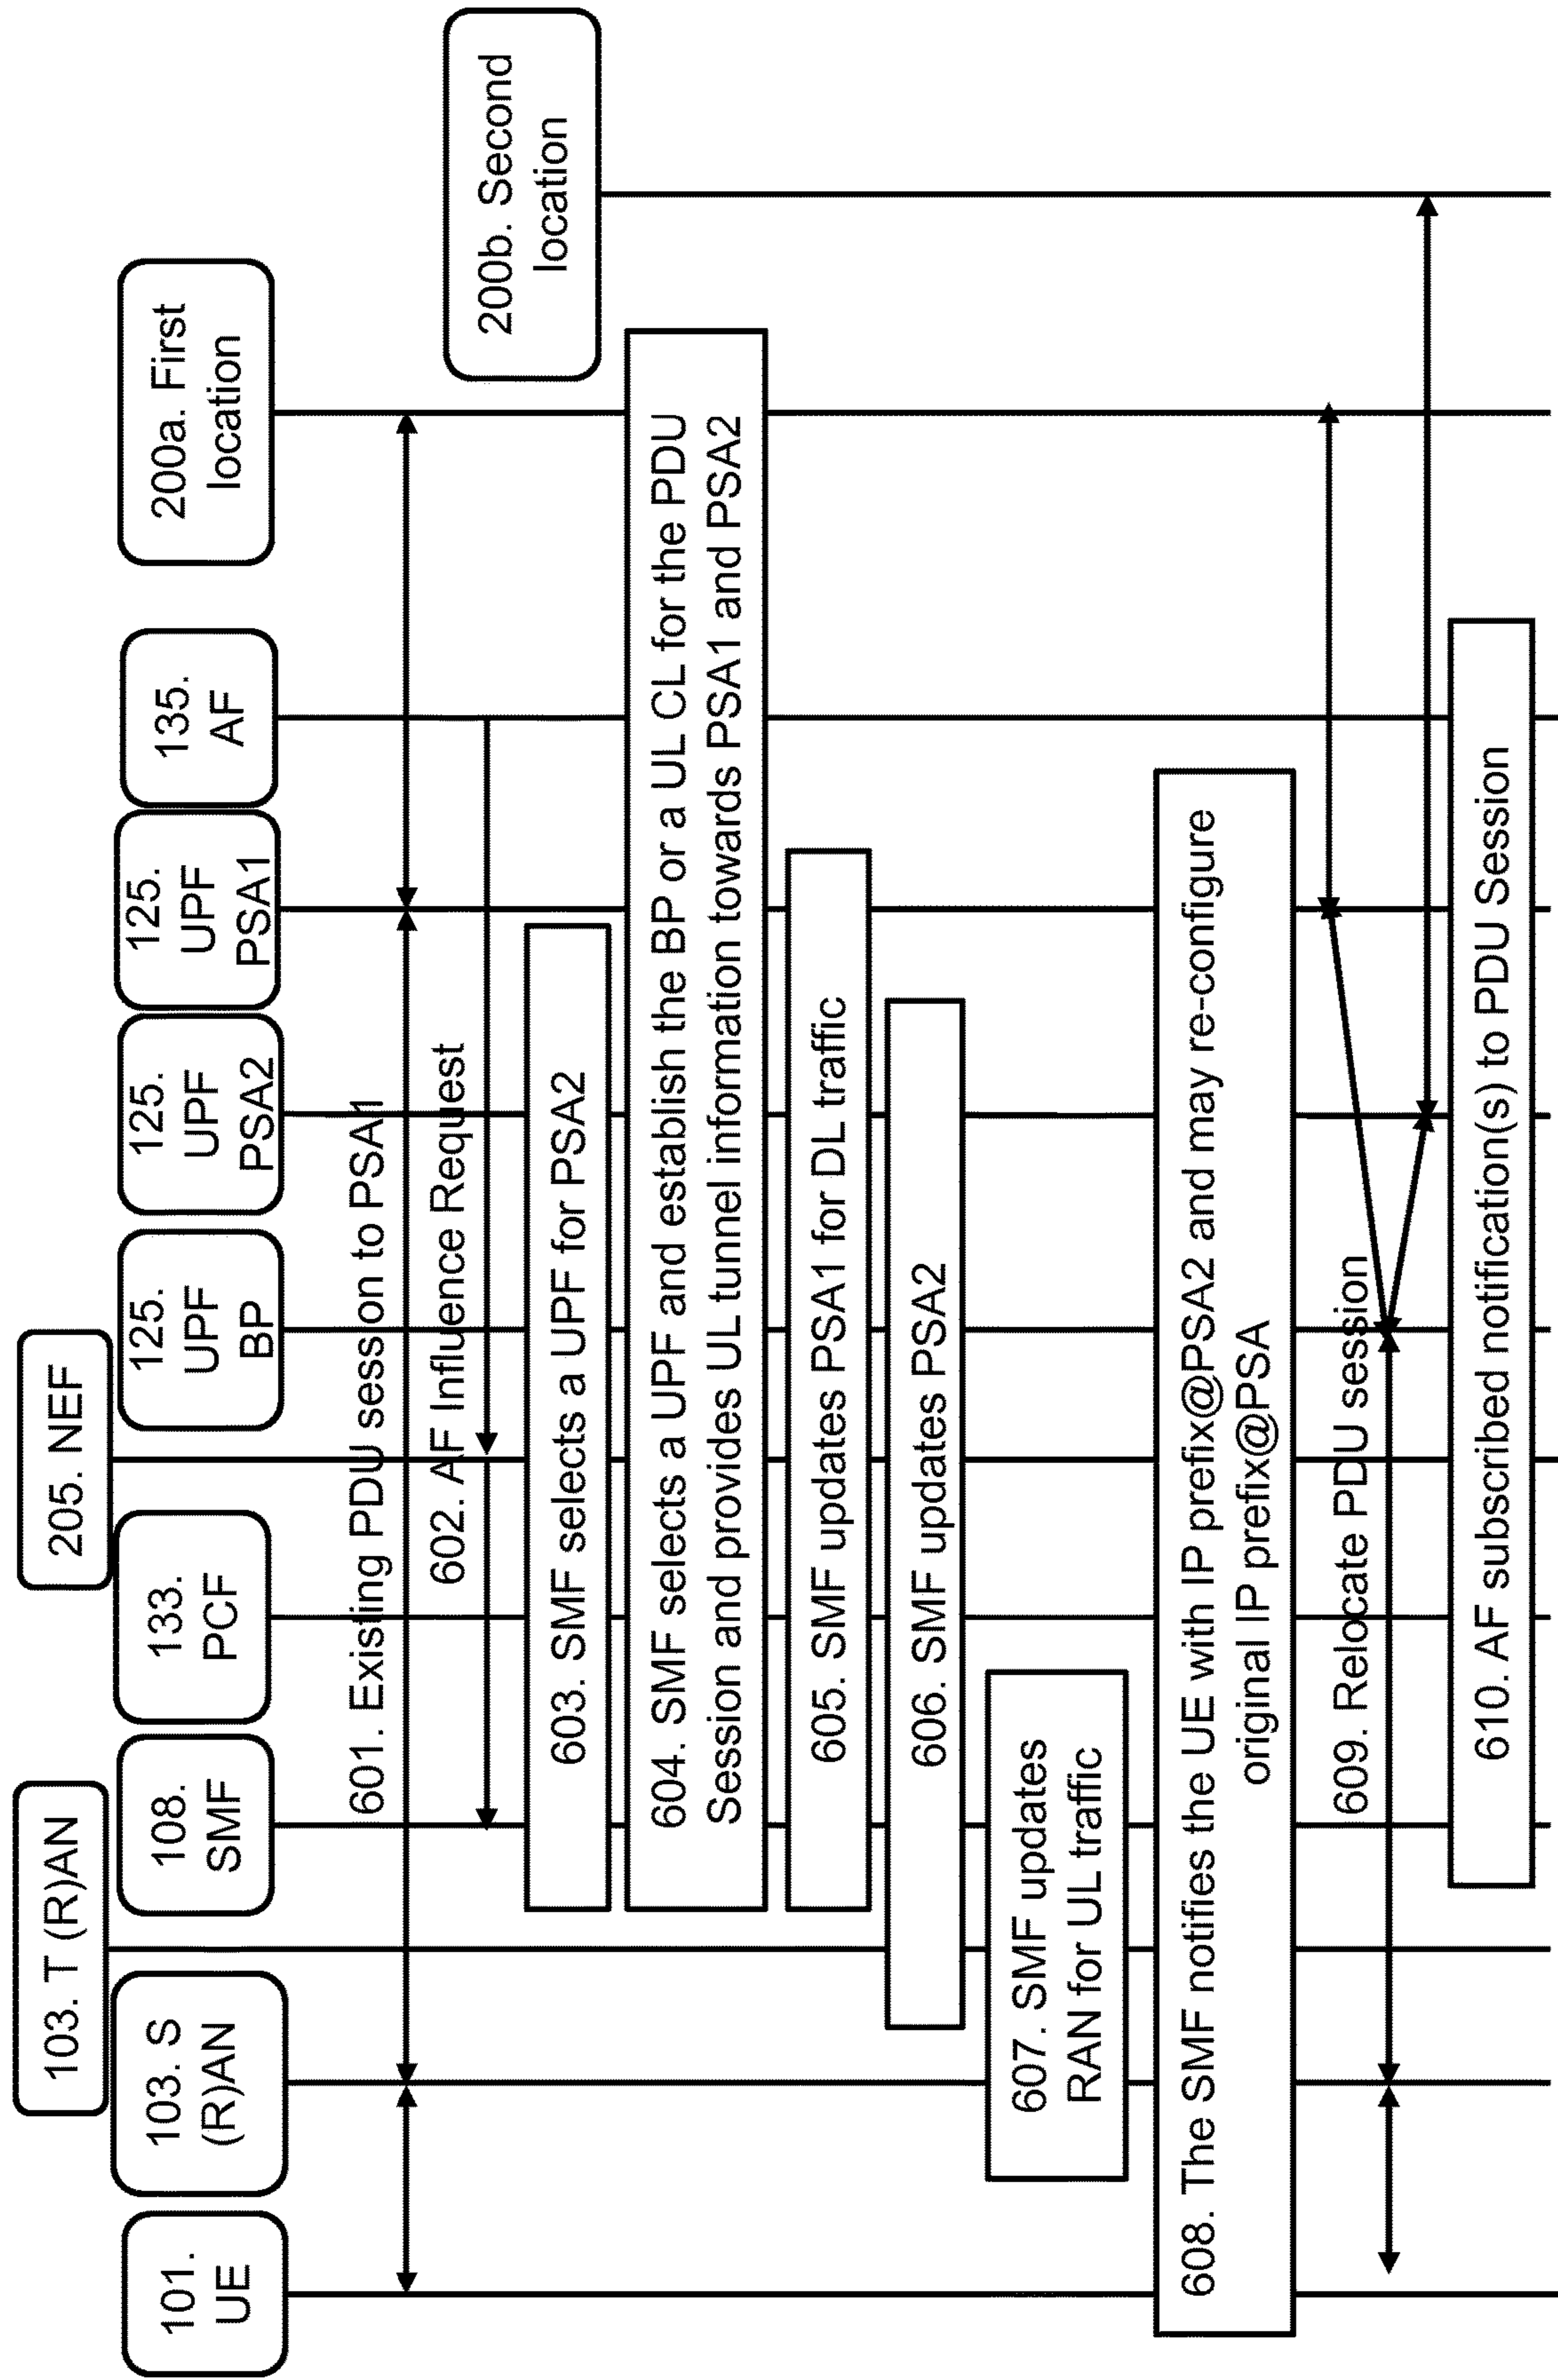 103. T (R)AN
205. NEF
101.
UE
103. S
(R)AN
108.
SMF
133.
PCF
125.
UPF
BP
125.
UPF
PSA2
125.
UPF
PSA1
135.
AF
200a. First
location
200b. Second
location
601. Existing PDU session to PSA1
602. AF Influence Request
603. SMF selects a UPF for PSA2
604. SMF selects a UPF and establish the BP or a UL CL for the PDU
Session and provides UL tunnel information towards PSA1 and PSA2
605. SMF updates PSA1 for DL traffic
606. SMF updates PSA2
607. SMF updates
RAN for UL traffic
608. The SMF notifies the UE with IP prefix@PSA2 and may re-configure
original IP prefix@PSA
609. Relocate PDU session
610. AF subscribed notification(s) to PDU Session